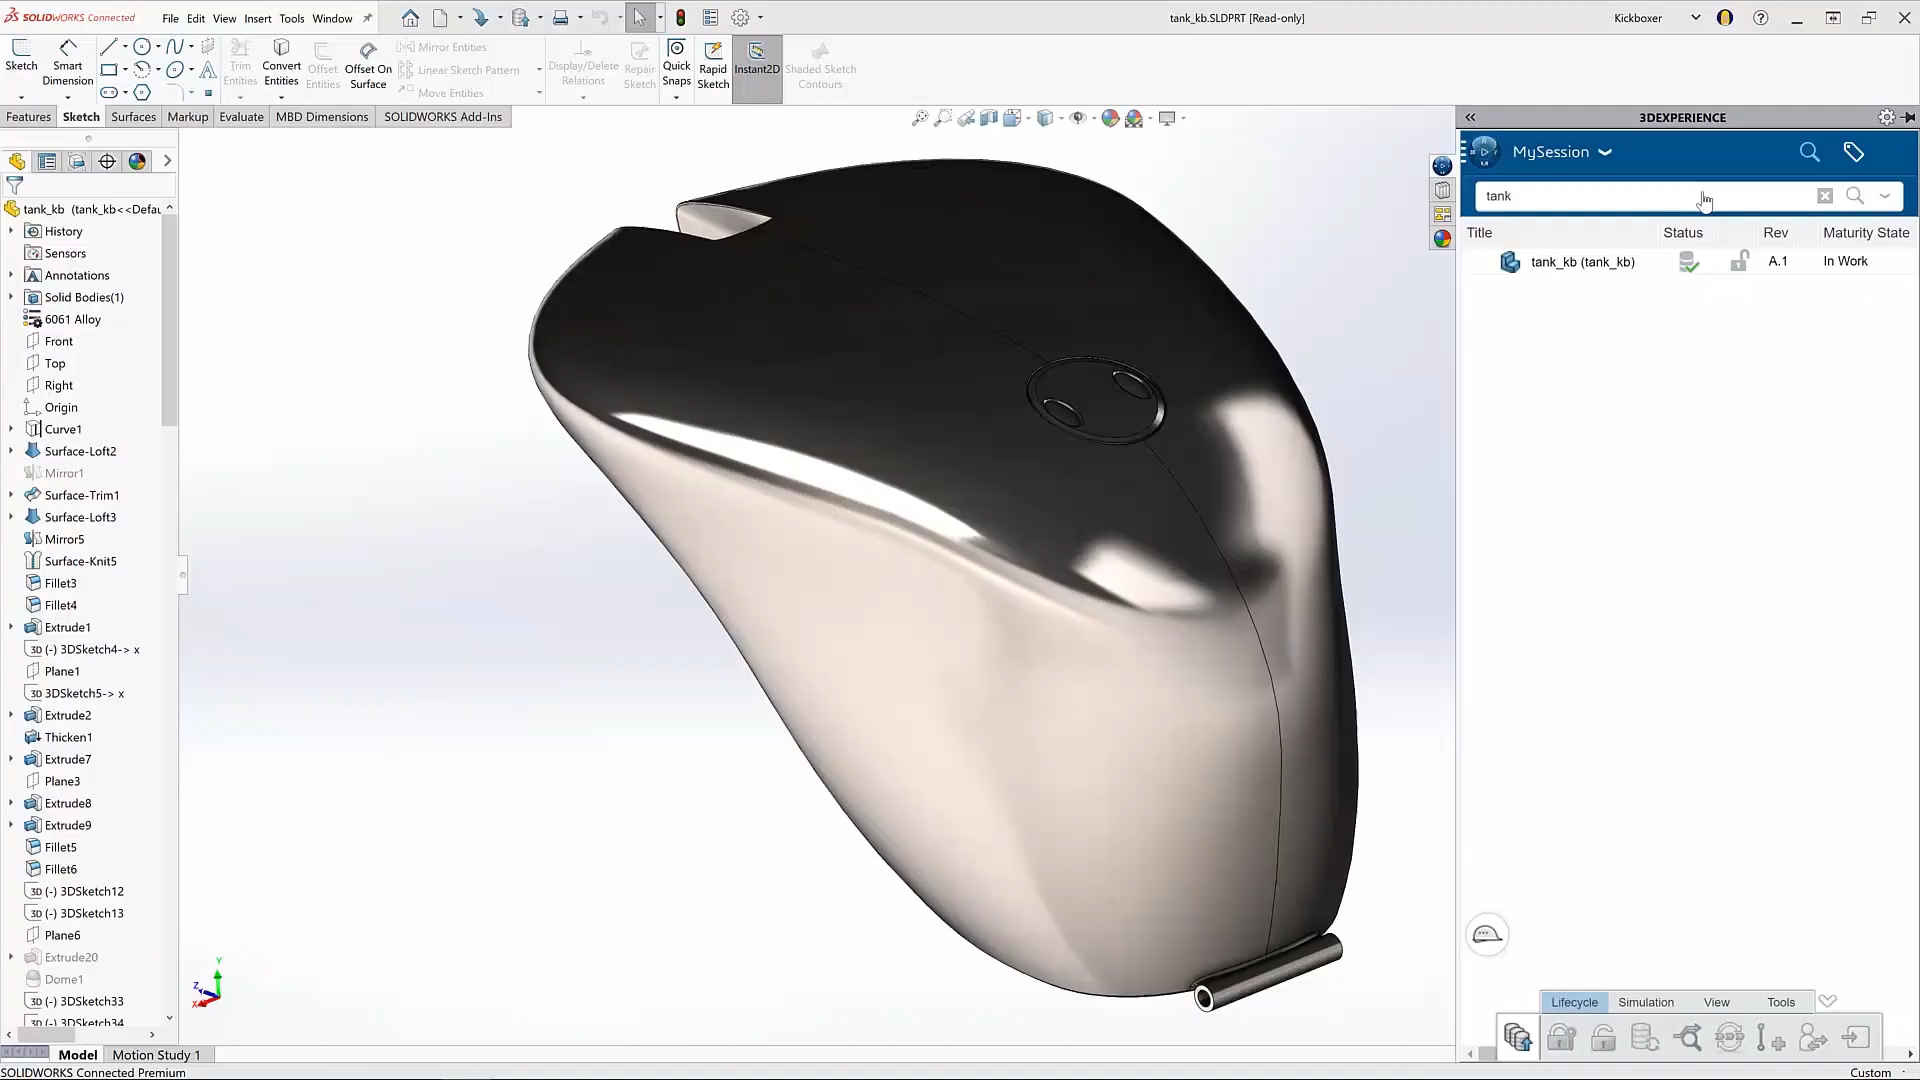 SOLIDWORKS Connected
File Edit View Insert Tools Window
tank_kb.SLDPRT [Read-only]
Kickboxer
Sketch
Smart Dimension
Trim Entities
Convert Entities
Offset Entities
Offset On Surface
Mirror Entities
Linear Sketch Pattern
Move Entities
Display/Delete Relations
Repair Sketch
Quick Snaps
Rapid Sketch
Instant2D
Shaded Sketch Contours
Features Sketch Surfaces Markup Evaluate MBD Dimensions SOLIDWORKS Add-Ins
tank_kb (tank_kb<<Defau
History
Sensors
Annotations
Solid Bodies(1)
6061 Alloy
Front
Top
Right
Origin
Curve1
Surface-Loft2
Mirror1
Surface-Trim1
Surface-Loft3
Mirror5
Surface-Knit5
Fillet3
Fillet4
Extrude1
3D (-) 3DSketch4-> x
Plane1
3D 3DSketch5-> x
Extrude2
Thicken1
Extrude7
Plane3
Extrude8
Extrude9
Fillet5
Fillet6
3D (-) 3DSketch12
3D (-) 3DSketch13
Plane6
Extrude20
Dome1
3D (-) 3DSketch33
3D (-) 3DSketch34
Y
Z
X
3DEXPERIENCE
MySession
tank
Title Status Rev Maturity State
tank_kb (tank_kb) A.1 In Work
Lifecycle Simulation View Tools
Model Motion Study 1
SOLIDWORKS Connected Premium
Custom